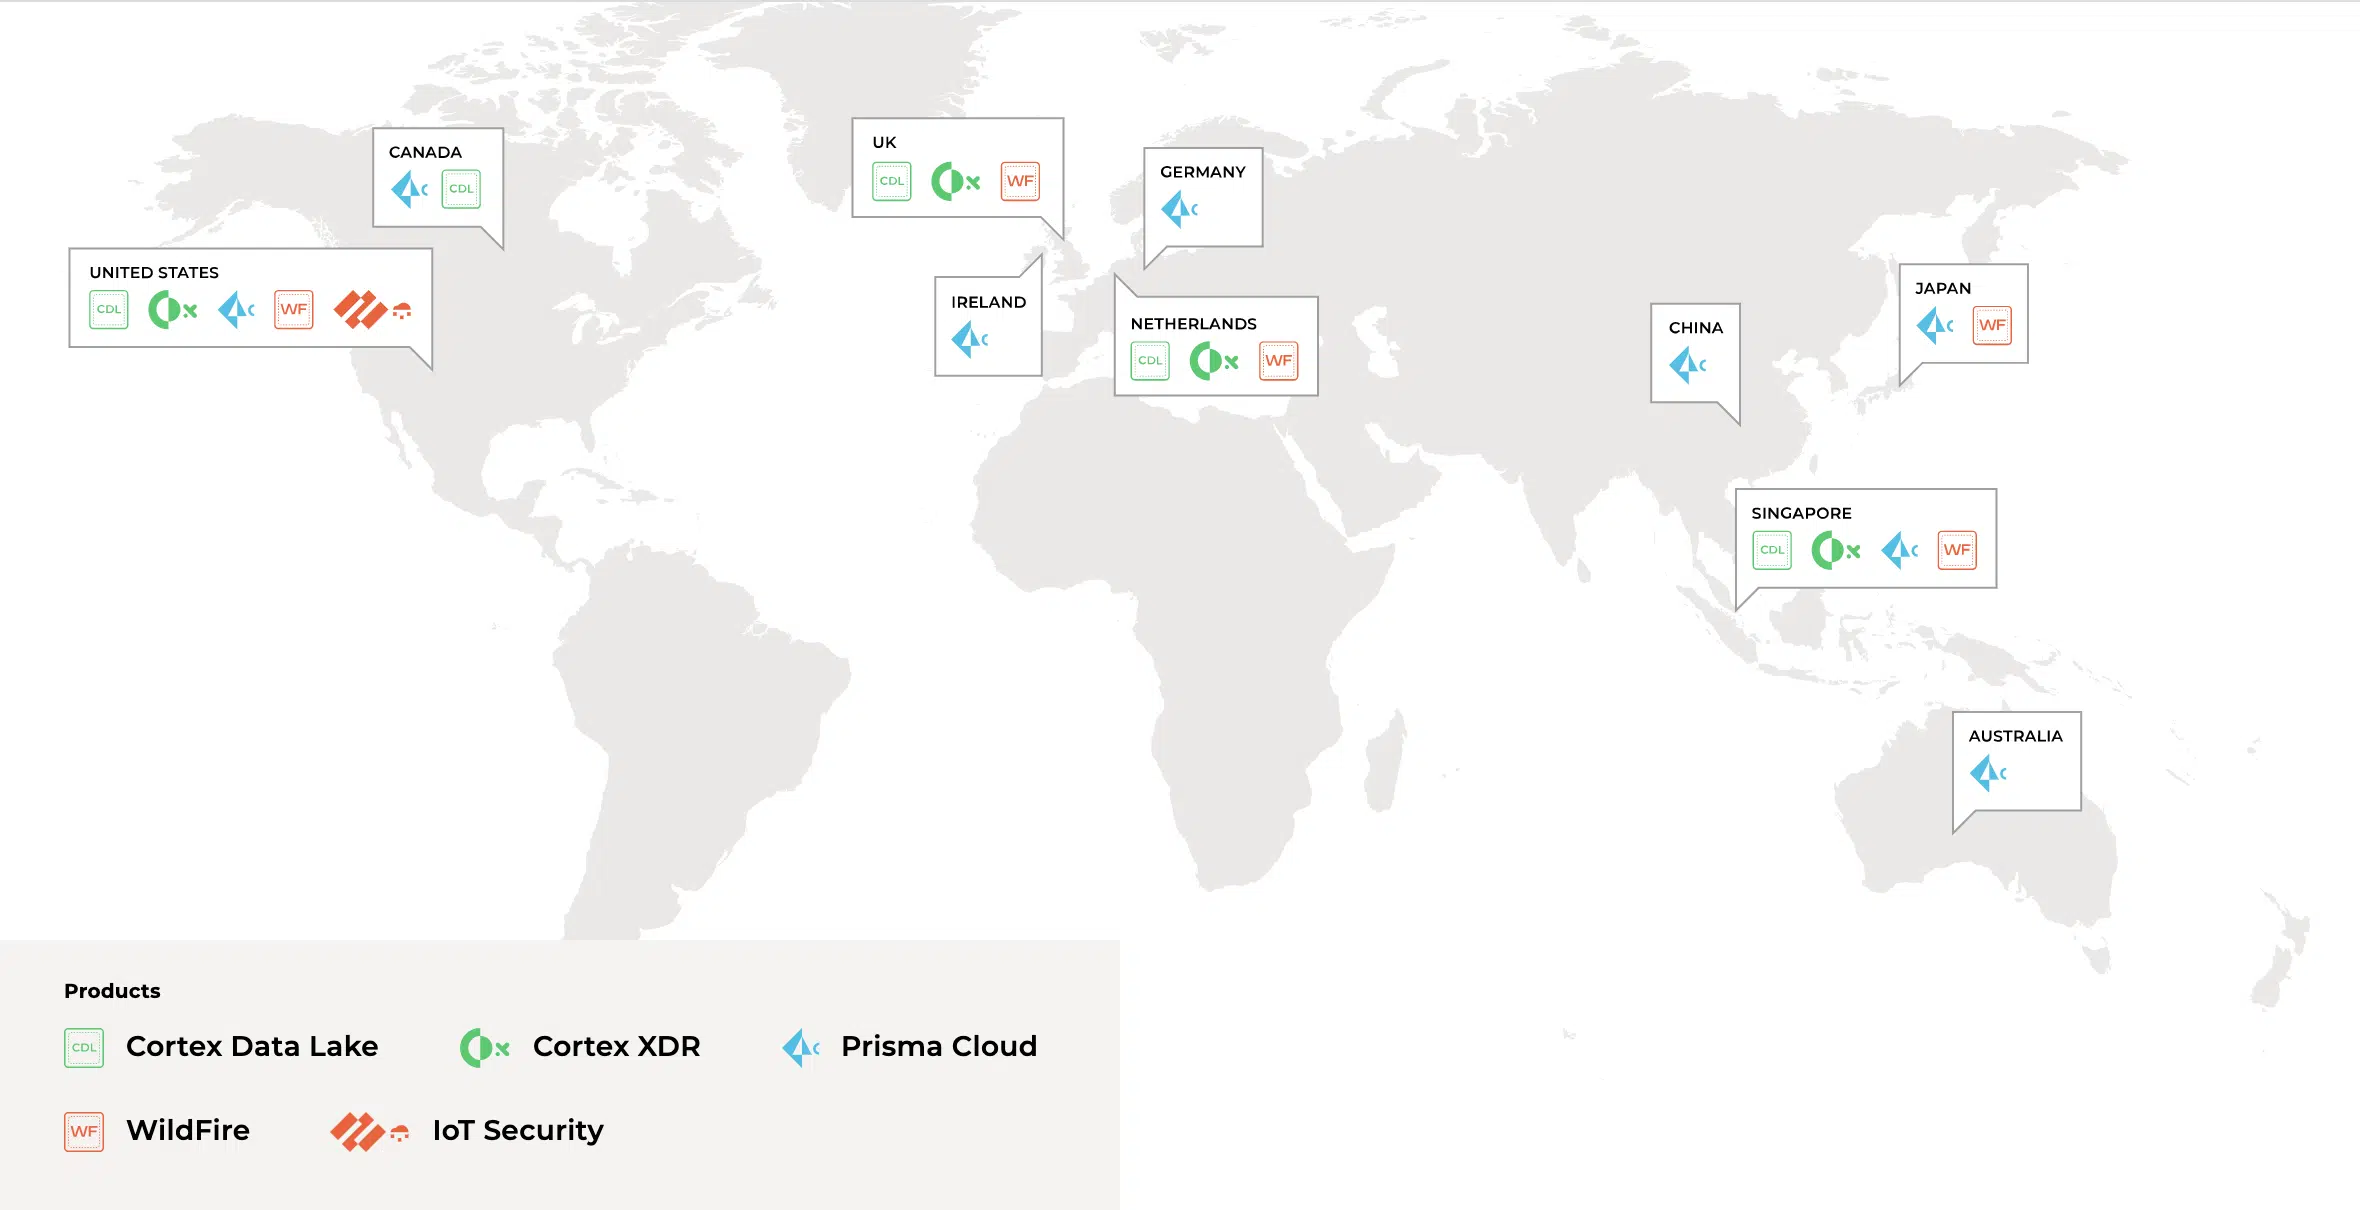 CANADA
CDL
UK
CDL WF
GERMANY
UNITED STATES
CDL WF
IRELAND
NETHERLANDS
CDL WF
CHINA
JAPAN
WF
SINGAPORE
CDL WF
AUSTRALIA
Products
CDL Cortex Data Lake Cortex XDR Prisma Cloud
WF WildFire IoT Security